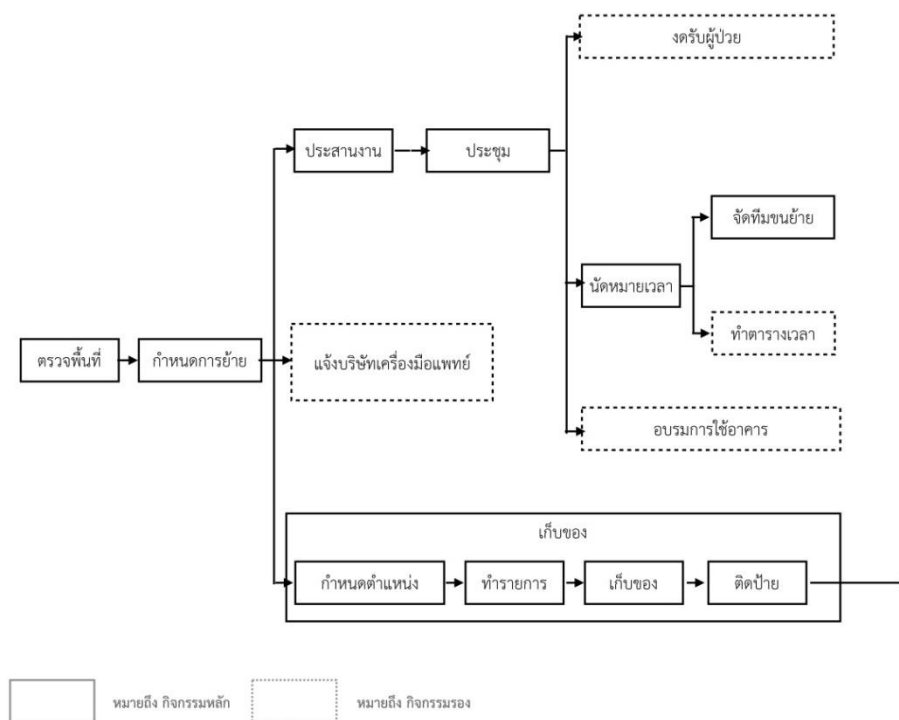 งดรับผู้ป่วย
ประสานงาน
ประชุม
จัดทีมขนย้าย
นัดหมายเวลา
ทำตารางเวลา
ตรวจพื้นที่
กำหนดการย้าย
แจ้งบริษัทเครื่องมือแพทย์
อบรมการใช้อาคาร
เก็บของ
กำหนดตำแหน่ง
ทำรายการ
เก็บของ
ติดป้าย
หมายถึง กิจกรรมหลัก
หมายถึง กิจกรรมรอง